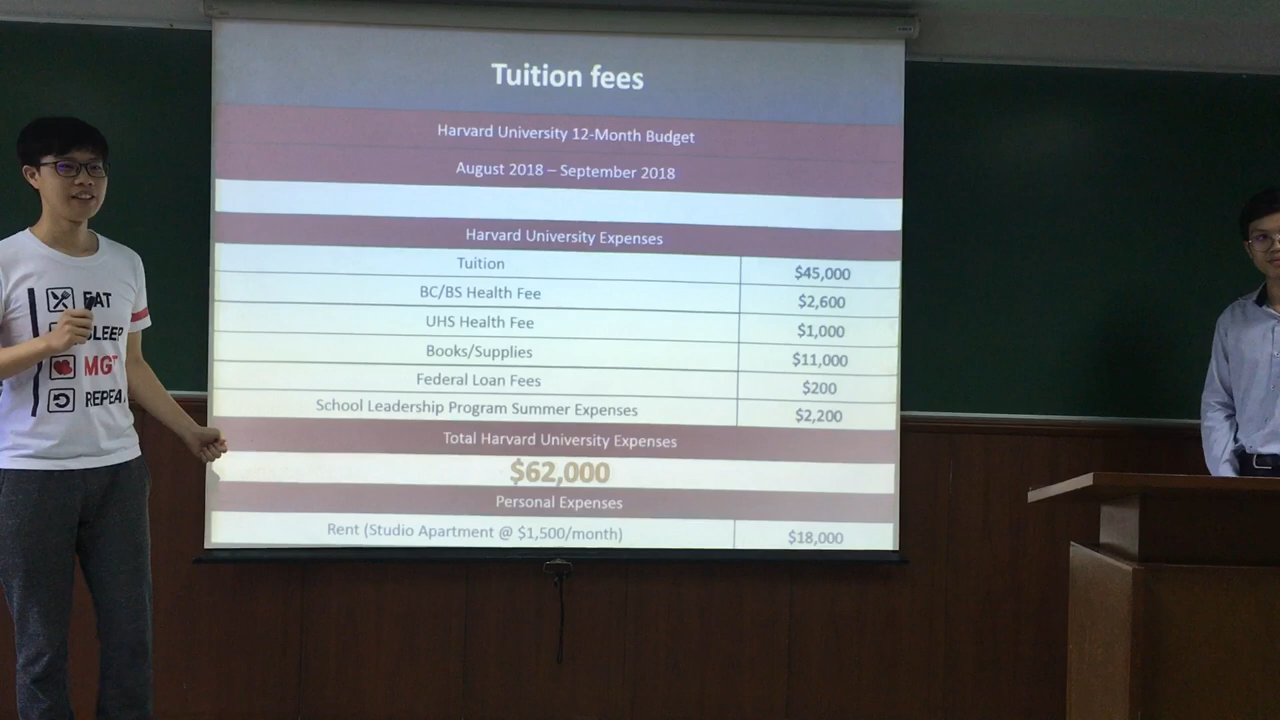 Tuition fees
Harvard University 12-Month Budget
August 2018 – September 2018
Harvard University Expenses
Tuition $45,000
BC/BS Health Fee $2,600
UHS Health Fee $1,000
Books/Supplies $11,000
Federal Loan Fees $200
School Leadership Program Summer Expenses $2,200
Total Harvard University Expenses
$62,000
Personal Expenses
Rent (Studio Apartment @ $1,500/month) $18,000
EAT
SLEEP
MGT
REPEAT